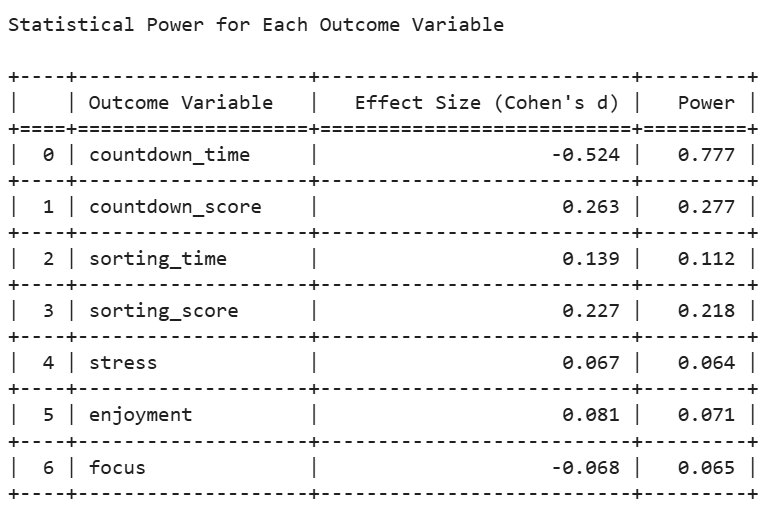 Statistical Power for Each Outcome Variable
+----+--------------------+---------------------------+---------+
|    | Outcome Variable   |   Effect Size (Cohen's d) |   Power |
+====+====================+===========================+=========+
|  0 | countdown_time     |                    -0.524 |   0.777 |
+----+--------------------+---------------------------+---------+
|  1 | countdown_score    |                     0.263 |   0.277 |
+----+--------------------+---------------------------+---------+
|  2 | sorting_time       |                     0.139 |   0.112 |
+----+--------------------+---------------------------+---------+
|  3 | sorting_score      |                     0.227 |   0.218 |
+----+--------------------+---------------------------+---------+
|  4 | stress             |                     0.067 |   0.064 |
+----+--------------------+---------------------------+---------+
|  5 | enjoyment          |                     0.081 |   0.071 |
+----+--------------------+---------------------------+---------+
|  6 | focus              |                    -0.068 |   0.065 |
+----+--------------------+---------------------------+---------+